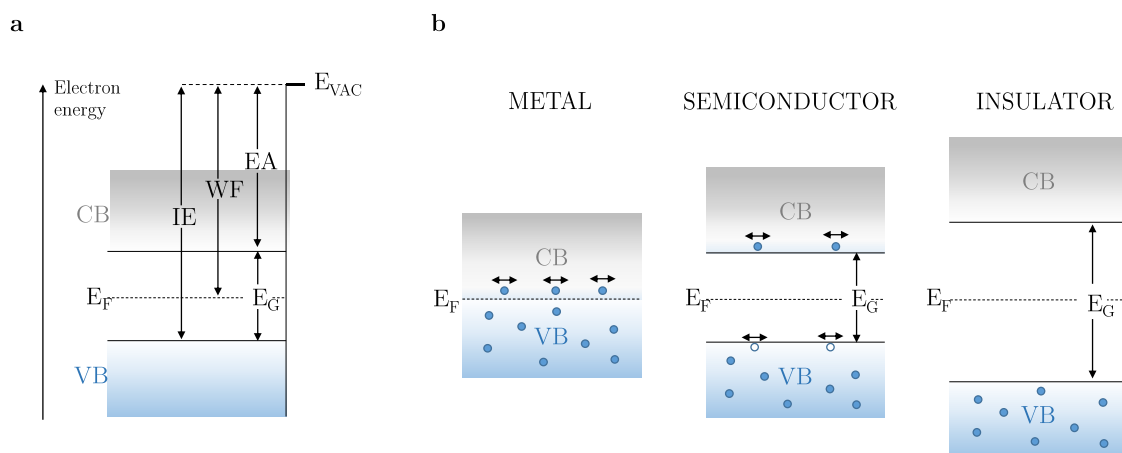 a
b
Electron
energy
E_VAC
EA
WF
IE
CB
E_F
E_G
VB
METAL
CB
E_F
VB
SEMICONDUCTOR
CB
E_F
E_G
VB
INSULATOR
CB
E_F
E_G
VB